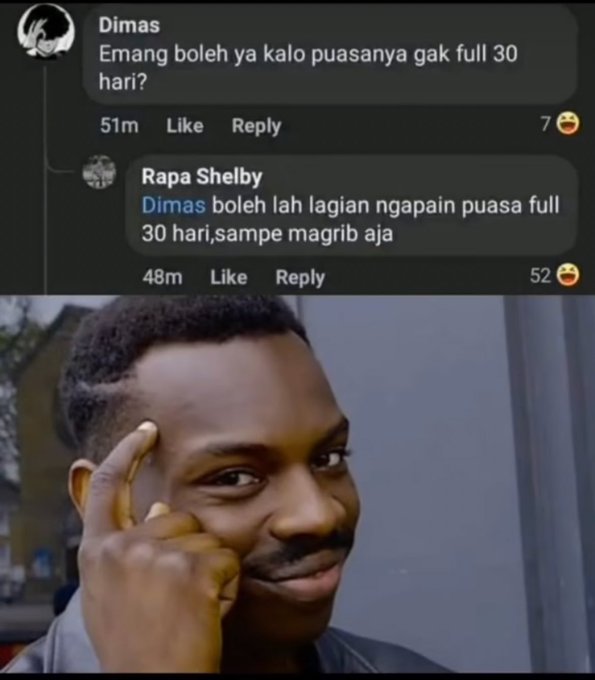 Dimas
Emang boleh ya kalo puasanya gak full 30
hari?
51m Like Reply 7
Rapa Shelby
Dimas boleh lah lagian ngapain puasa full
30 hari,sampe magrib aja
48m Like Reply 52